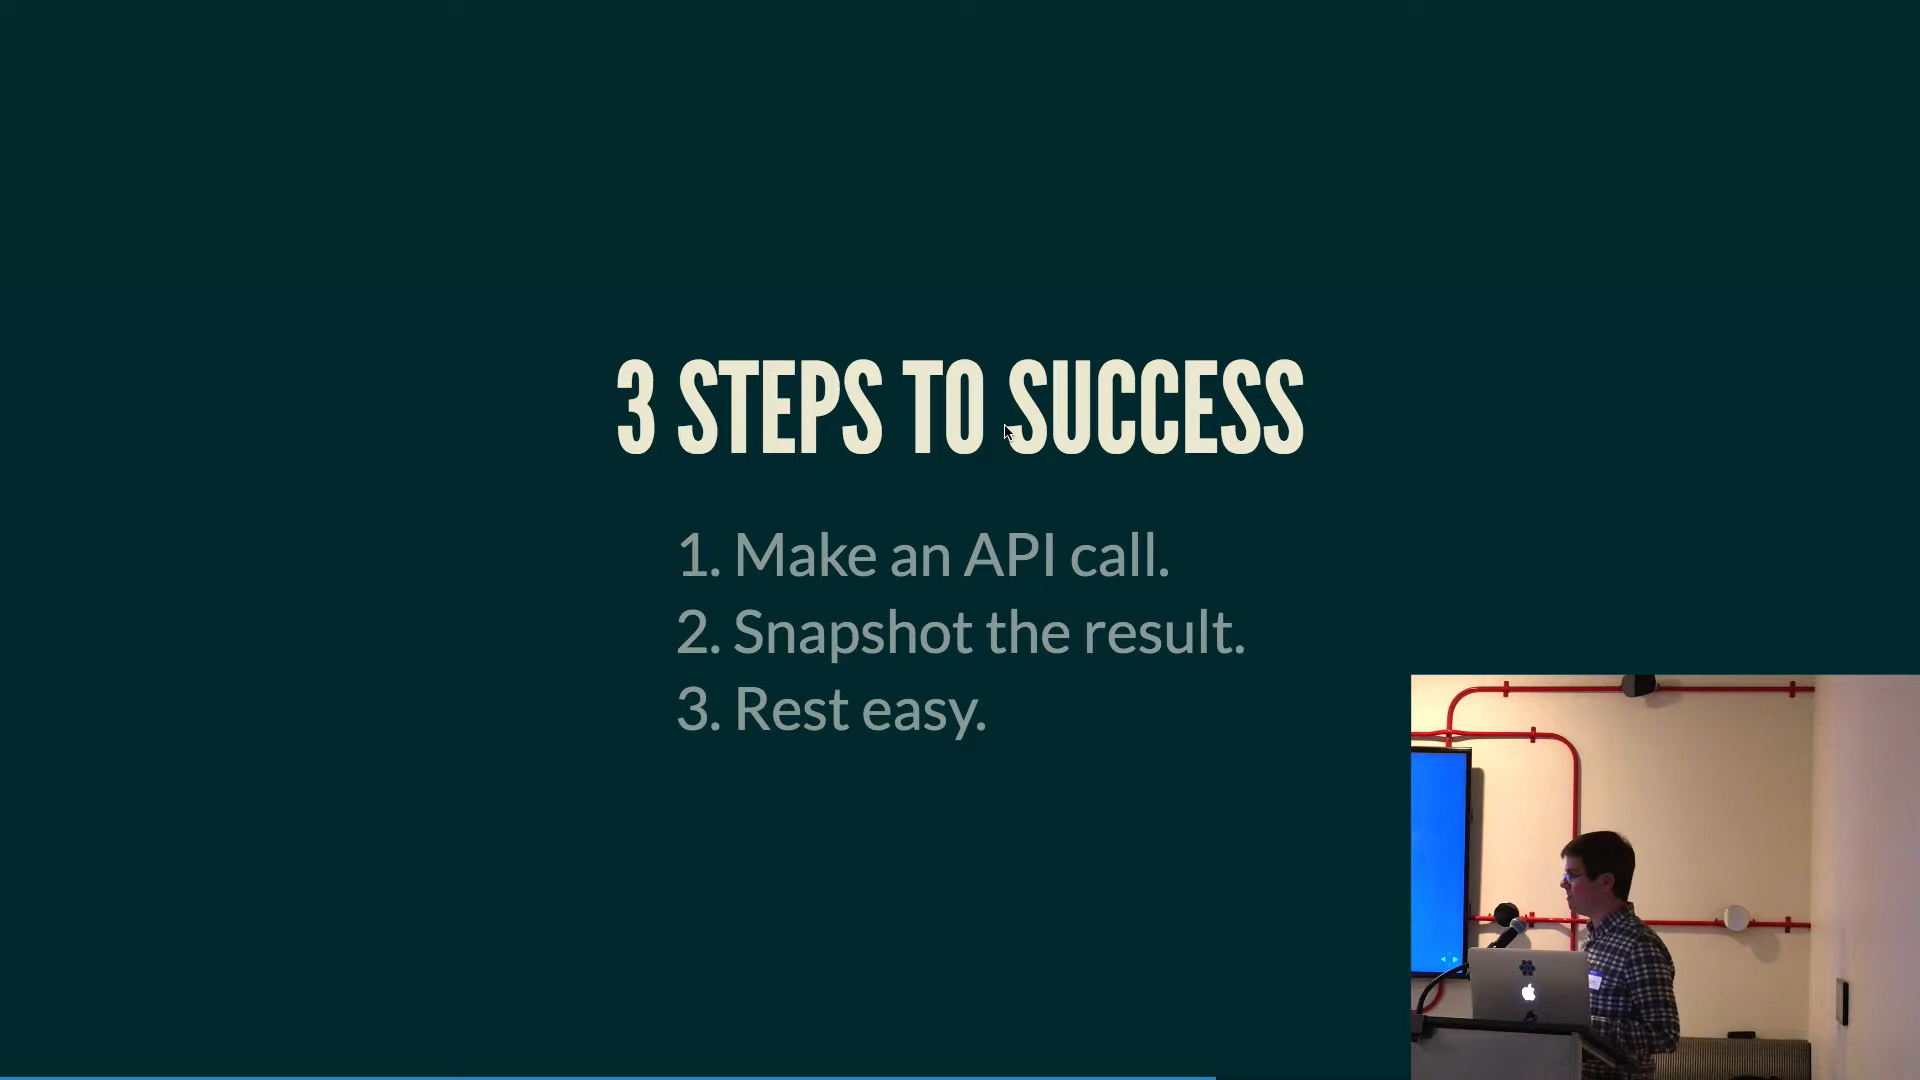 3 STEPS TO SUCCESS
1. Make an API call.
2. Snapshot the result.
3. Rest easy.